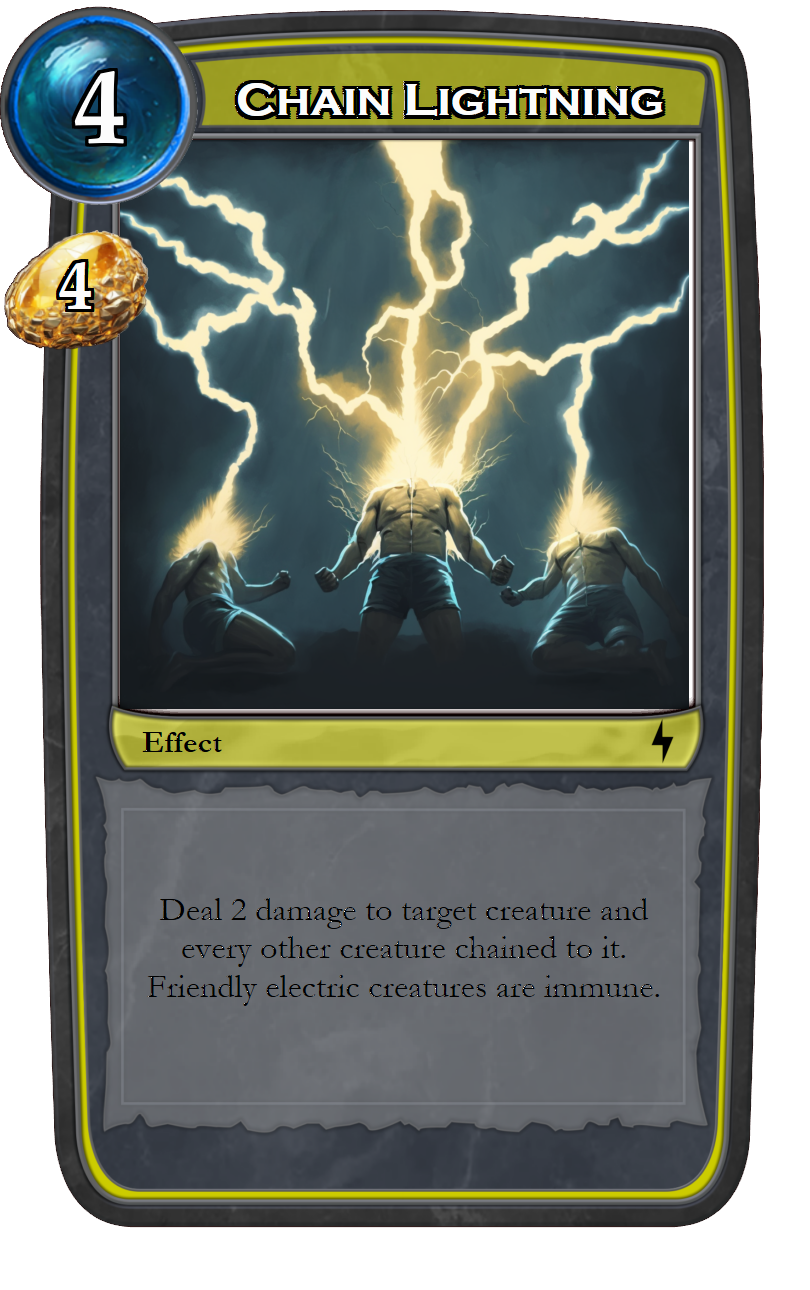 4
Chain Lightning
4
Effect
Deal 2 damage to target creature and
every other creature chained to it.
Friendly electric creatures are immune.